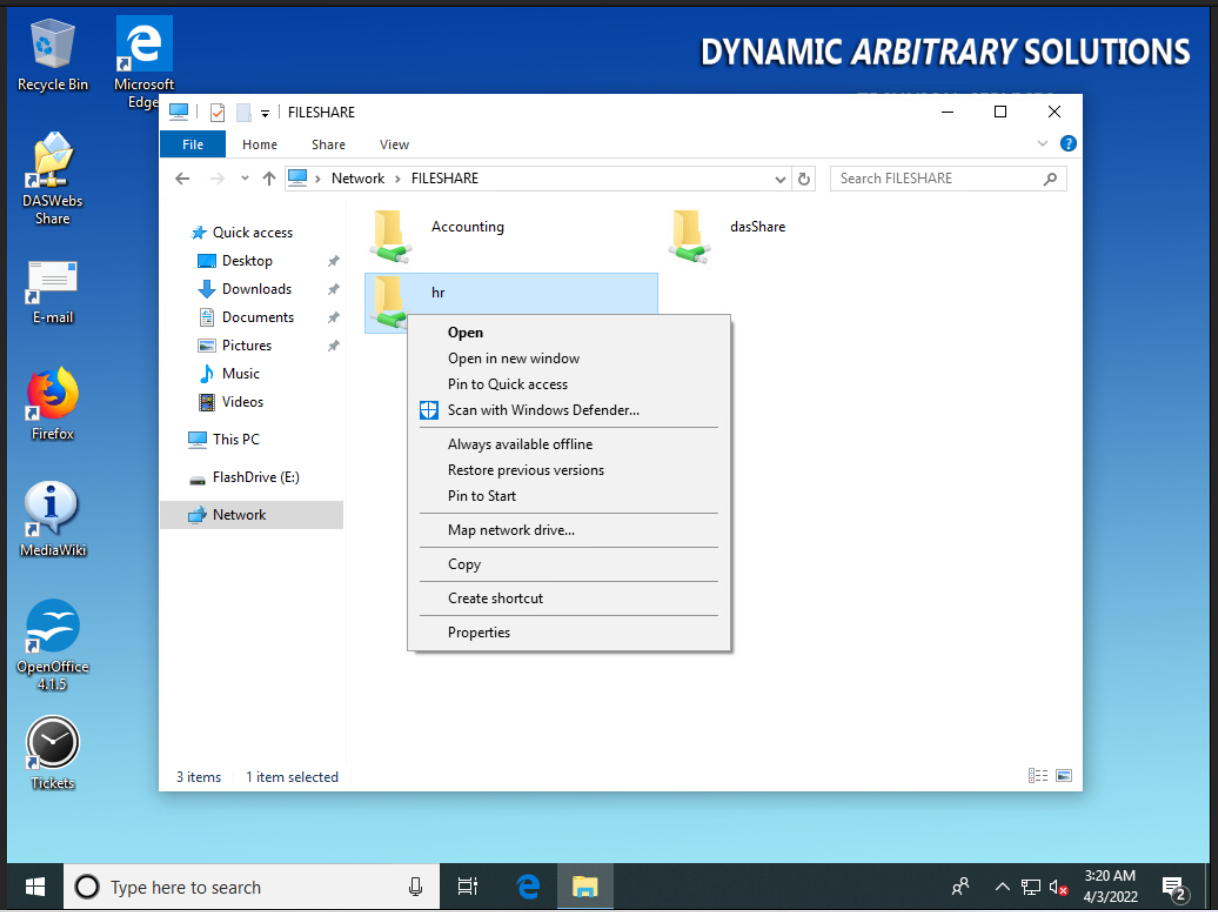 DYNAMIC ARBITRARY SOLUTIONS
Recycle Bin
Microsoft
Edge
DASWebs
Share
E-mail
Firefox
MediaWiki
OpenOffice
4.1.5
Tickets
FILESHARE
File Home Share View
Network > FILESHARE
Search FILESHARE
Quick access
Desktop
Downloads
Documents
Pictures
Music
Videos
This PC
FlashDrive (E:)
Network
Accounting
dasShare
hr
Open
Open in new window
Pin to Quick access
Scan with Windows Defender...
Always available offline
Restore previous versions
Pin to Start
Map network drive...
Copy
Create shortcut
Properties
3 items 1 item selected
Type here to search
3:20 AM
4/3/2022
2